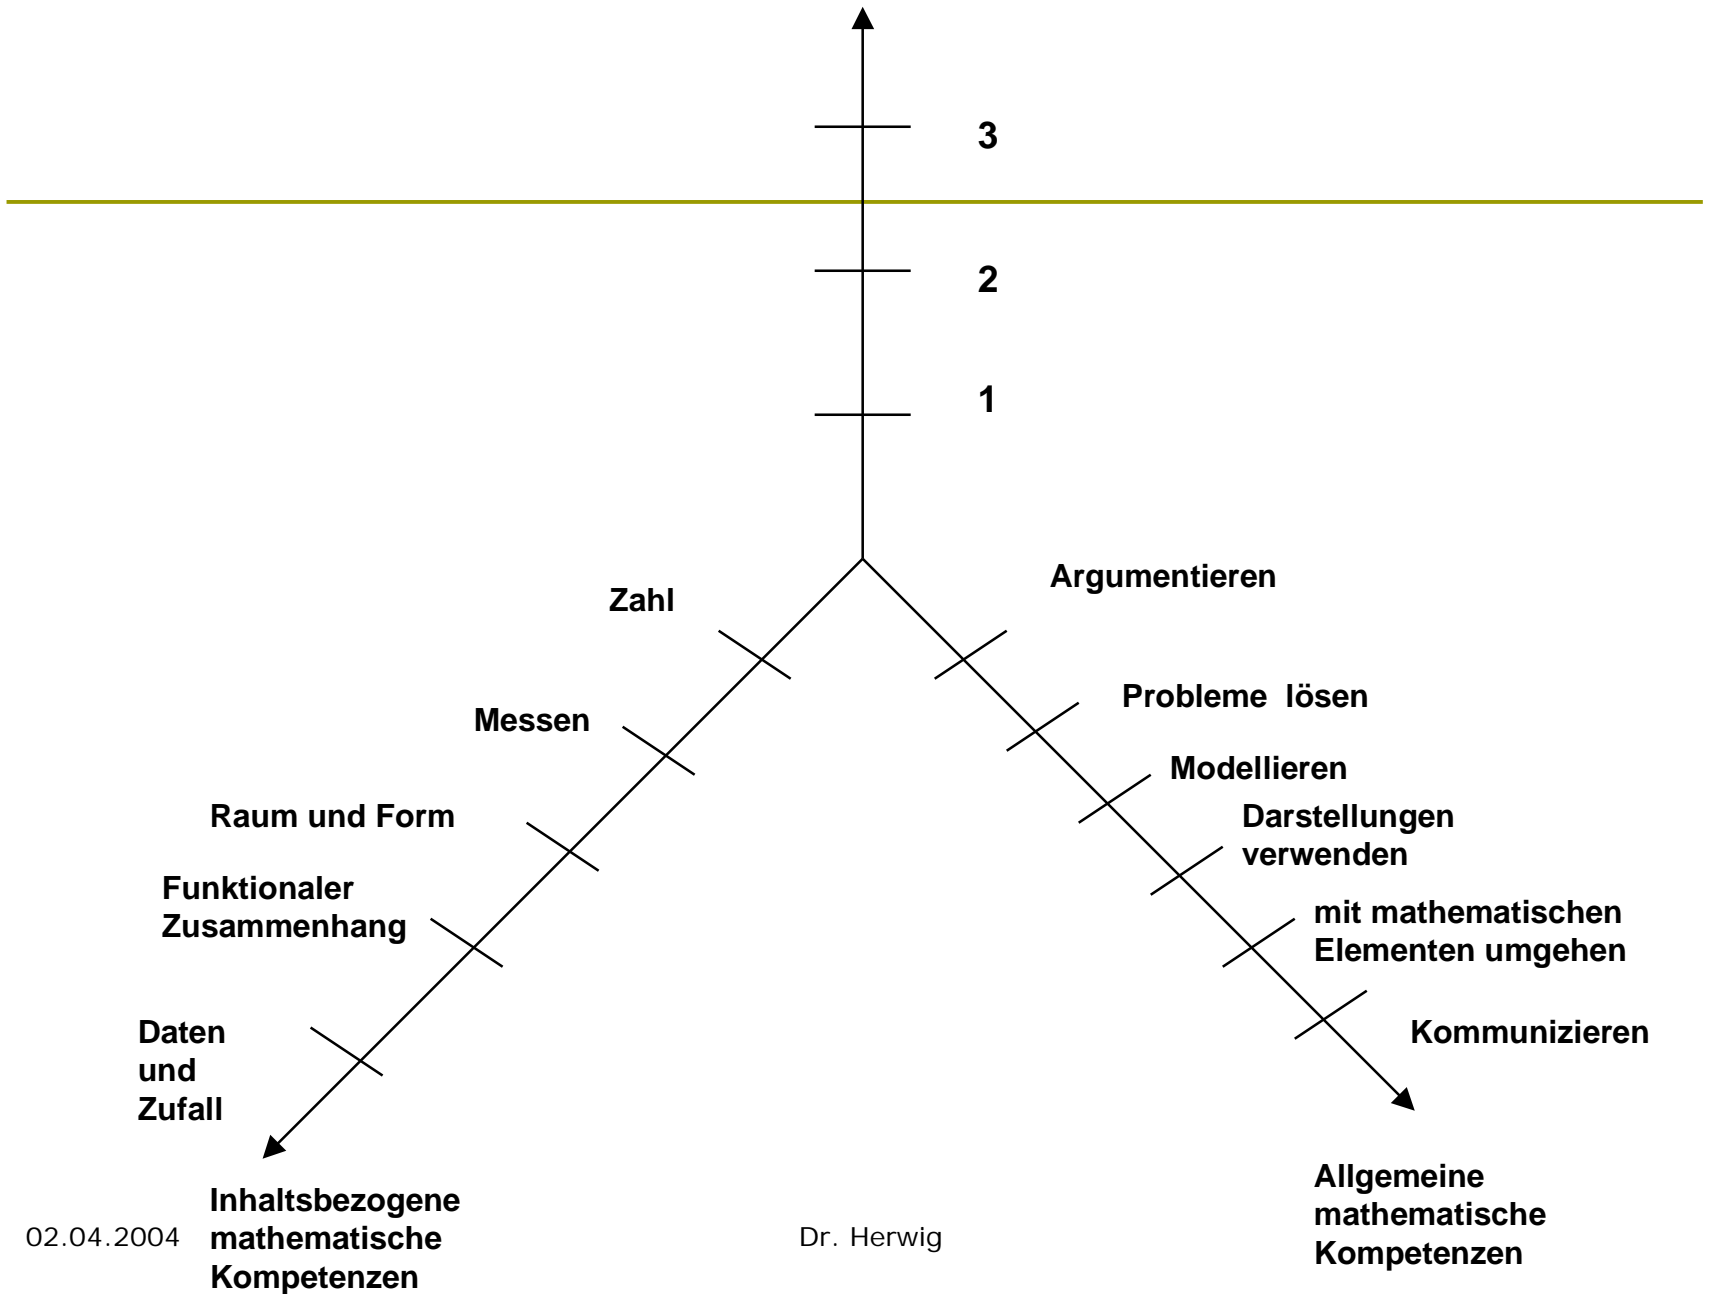 3
2
1
Zahl
Messen
Raum und Form
Funktionaler
Zusammenhang
Daten
und
Zufall
Inhaltsbezogene
mathematische
Kompetenzen
Argumentieren
Probleme lösen
Modellieren
Darstellungen
verwenden
mit mathematischen
Elementen umgehen
Kommunizieren
Allgemeine
mathematische
Kompetenzen
02.04.2004
Dr. Herwig